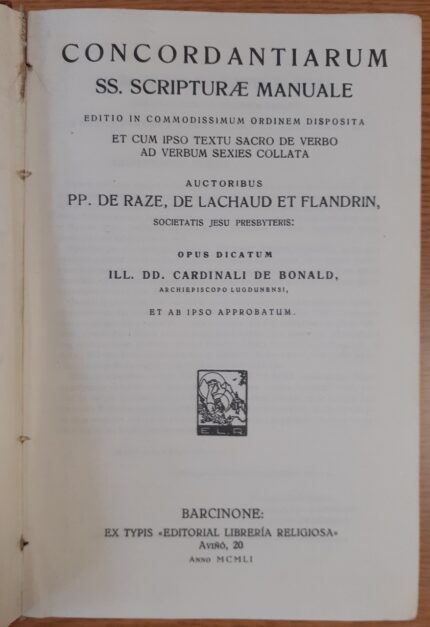 CONCORDANTIARUM
SS. SCRIPTURÆ MANUALE
EDITIO IN COMMODISSIMUM ORDINEM DISPOSITA
ET CUM IPSO TEXTU SACRO DE VERBO
AD VERBUM SEXIES COLLATA
AUCTORIBUS
PP. DE RAZE, DE LACHAUD ET FLANDRIN,
SOCIETATIS JESU PRESBYTERIS:
OPUS DICATUM
ILL. DD. CARDINALI DE BONALD,
ARCHIEPISCOPO LUGDUNENSI,
ET AB IPSO APPROBATUM.
E.L.R.
BARCINONE:
EX TYPIS «EDITORIAL LIBRERÍA RELIGIOSA»
AVIÑÓ, 20
ANNO MCMLI